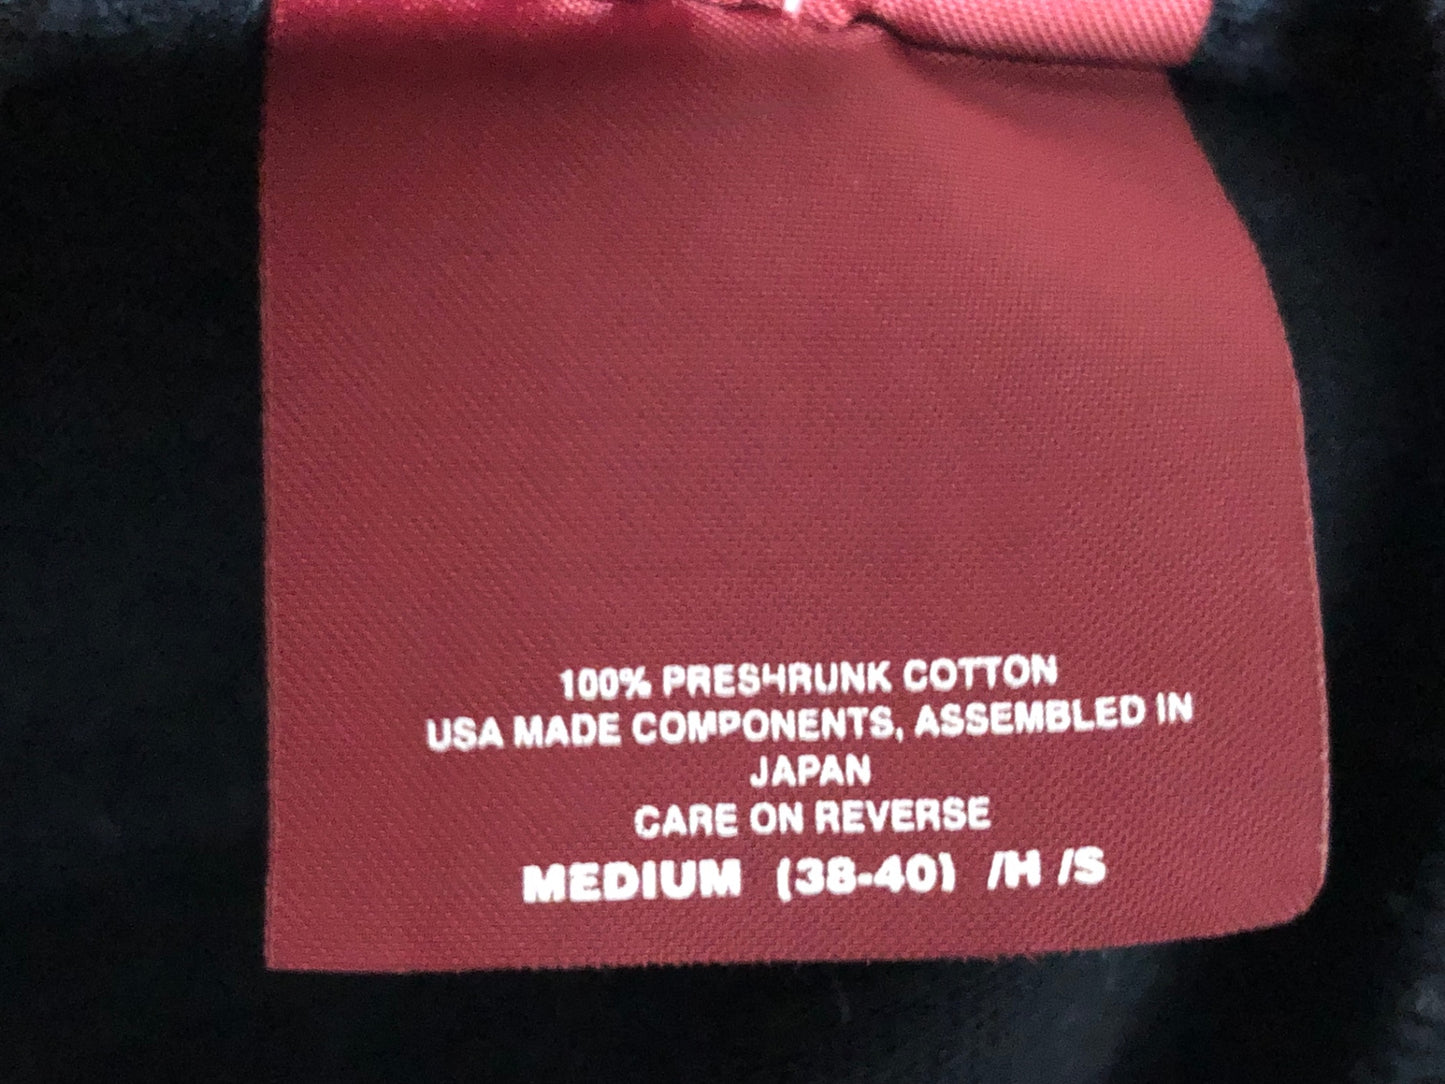 100% PRESHRUNK COTTON
USA MADE COMPONENTS, ASSEMBLED IN
JAPAN
CARE ON REVERSE
MEDIUM (38-40) /H /S